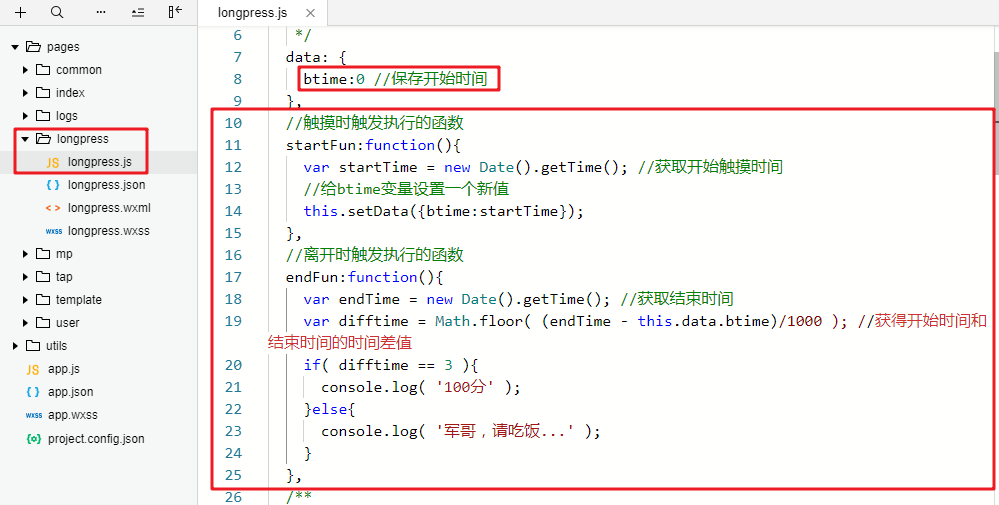 longpress.js ×
pages
common
index
logs
longpress
JS longpress.js
{ } longpress.json
< > longpress.wxml
wxss longpress.wxss
mp
tap
template
user
utils
JS app.js
{ } app.json
wxss app.wxss
{o} project.config.json
6 */
7 data: {
8 btime:0 //保存开始时间
9 },
10 //触摸时触发执行的函数
11 startFun:function(){
12 var startTime = new Date().getTime(); //获取开始触摸时间
13 //给btime变量设置一个新值
14 this.setData({btime:startTime});
15 },
16 //离开时触发执行的函数
17 endFun:function(){
18 var endTime = new Date().getTime(); //获取结束时间
19 var difftime = Math.floor( (endTime - this.data.btime)/1000 ); //获得开始时间和
结束时间的时间差值
20 if( difftime == 3 ){
21 console.log( '100分' );
22 }else{
23 console.log( '军哥，请吃饭...' );
24 }
25 },
26 /**